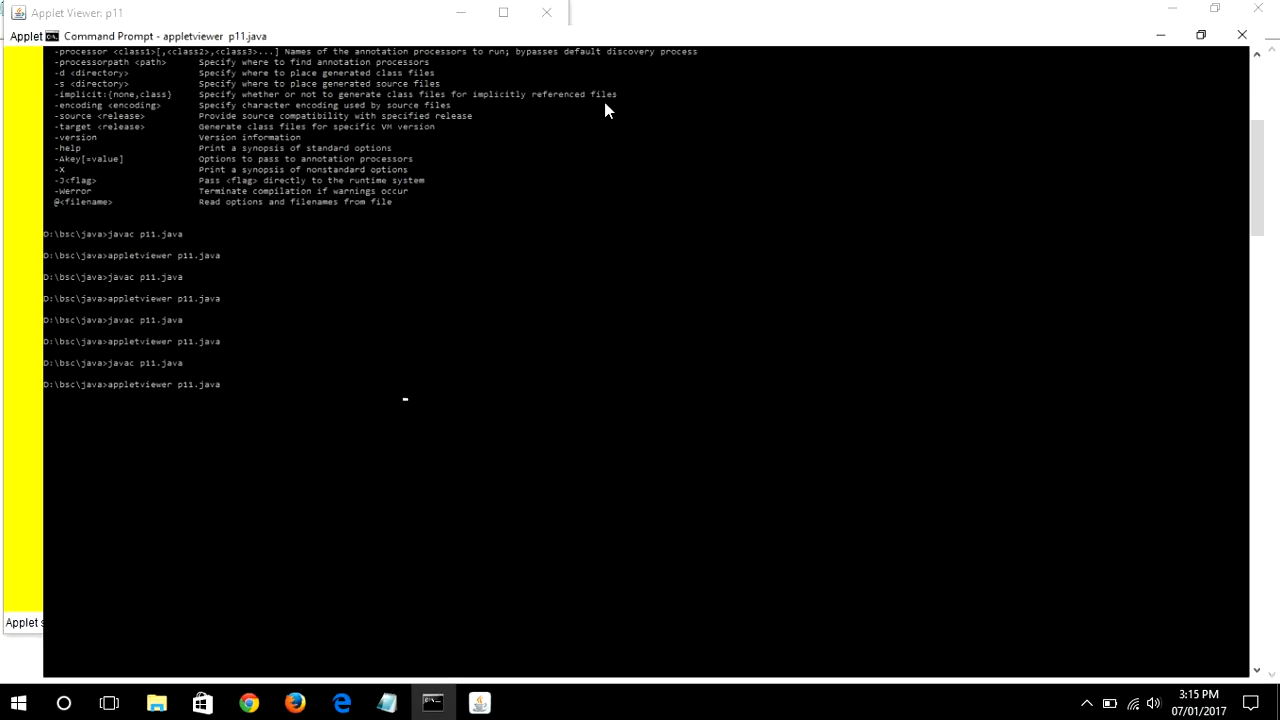 Applet Viewer: p11
Applet
Command Prompt - appletviewer p11.java
-processor <class1>[,<class2>,<class3>...] Names of the annotation processors to run; bypasses default discovery process
-processorpath <path> Specify where to find annotation processors
-d <directory> Specify where to place generated class files
-s <directory> Specify where to place generated source files
-implicit:{none,class} Specify whether or not to generate class files for implicitly referenced files
-encoding <encoding> Specify character encoding used by source files
-source <release> Provide source compatibility with specified release
-target <release> Generate class files for specific VM version
-version Version information
-help Print a synopsis of standard options
-Akey[=value] Options to pass to annotation processors
-X Print a synopsis of nonstandard options
-J<flag> Pass <flag> directly to the runtime system
-Werror Terminate compilation if warnings occur
@<filename> Read options and filenames from file
D:\bsc\java>javac p11.java
D:\bsc\java>appletviewer p11.java
D:\bsc\java>javac p11.java
D:\bsc\java>appletviewer p11.java
D:\bsc\java>javac p11.java
D:\bsc\java>appletviewer p11.java
D:\bsc\java>javac p11.java
D:\bsc\java>appletviewer p11.java
Applet s
3:15 PM
07/01/2017